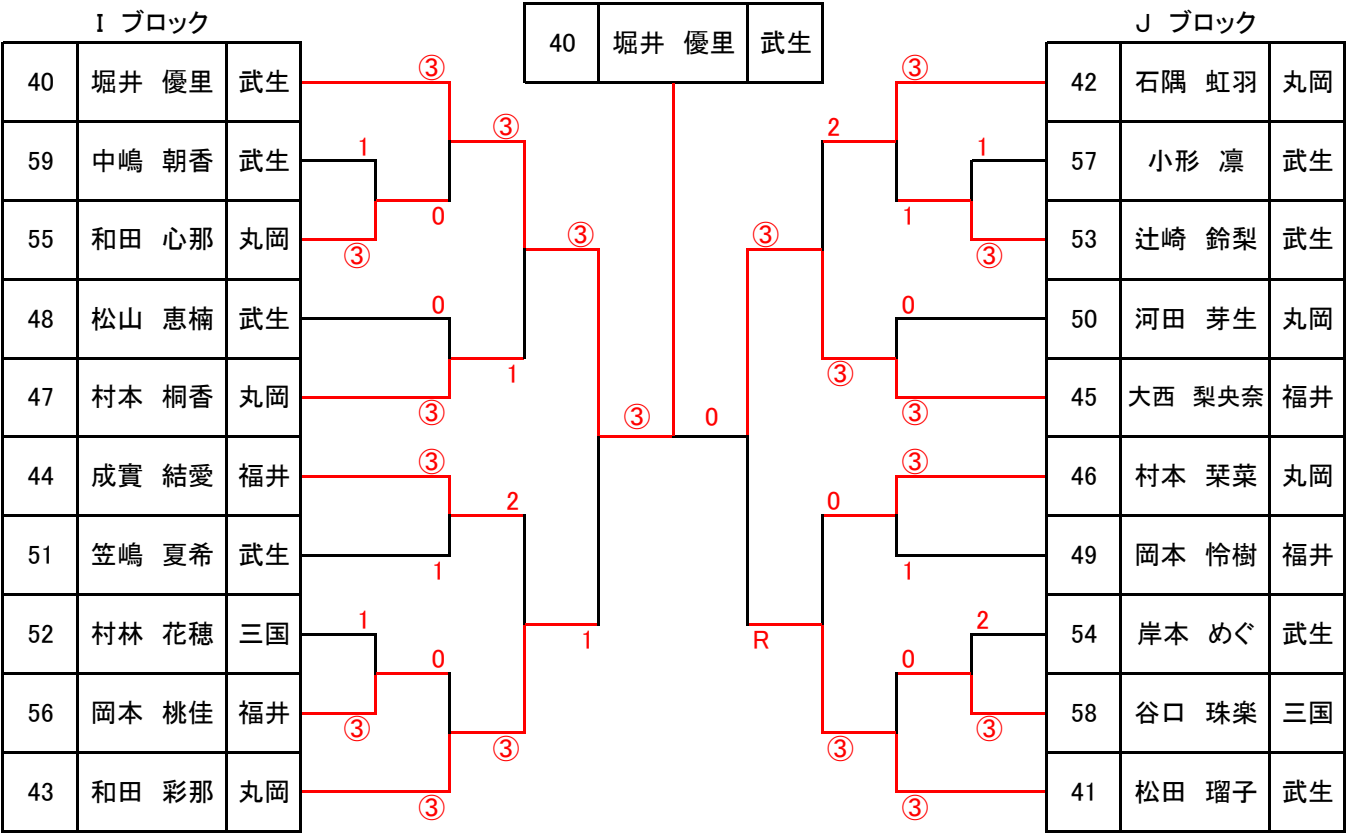 I ブロック
40 堀井 優里 武生
J ブロック
40 堀井 優里 武生
59 中嶋 朝香 武生
55 和田 心那 丸岡
48 松山 恵楠 武生
47 村本 桐香 丸岡
44 成實 結愛 福井
51 笠嶋 夏希 武生
52 村林 花穂 三国
56 岡本 桃佳 福井
43 和田 彩那 丸岡
③
1
③
0
③
0
③
1
③
③
1
2
1
③
0
③
③
1
③
0
③
R
2
③
0
③
③
1
1
③
0
③
③
1
0
③
2
③
42 石隅 虹羽 丸岡
57 小形 凛 武生
53 辻崎 鈴梨 武生
50 河田 芽生 丸岡
45 大西 梨央奈 福井
46 村本 栞菜 丸岡
49 岡本 怜樹 福井
54 岸本 めぐ 武生
58 谷口 珠楽 三国
41 松田 瑠子 武生